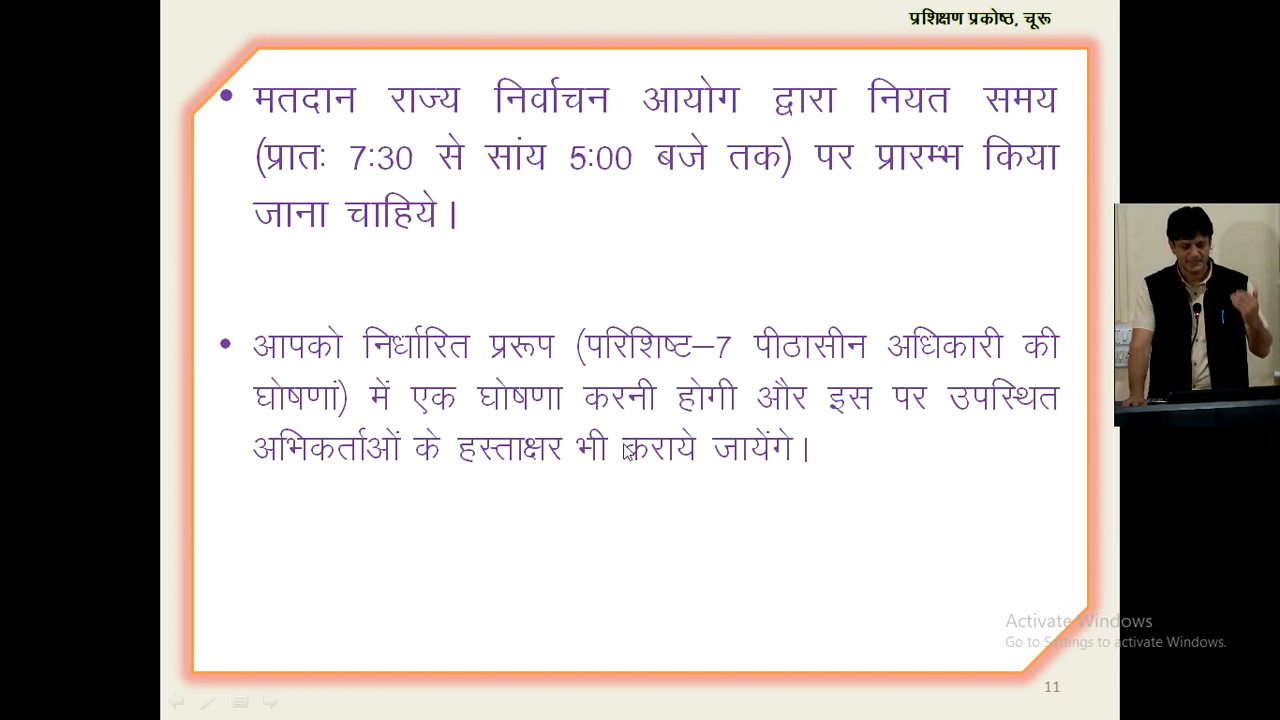 प्रशिक्षण प्रकोष्ठ, चूरू
• मतदान राज्य निर्वाचन आयोग द्वारा नियत समय
(प्रातः 7:30 से सांय 5:00 बजे तक) पर प्रारम्भ किया
जाना चाहिये।
• आपको निर्धारित प्ररूप (परिशिष्ट–7 पीठासीन अधिकारी की
घोषणां) में एक घोषणा करनी होगी और इस पर उपस्थित
अभिकर्ताओं के हस्ताक्षर भी कराये जायेंगे।
Activate Windows
Go to Settings to activate Windows.
11